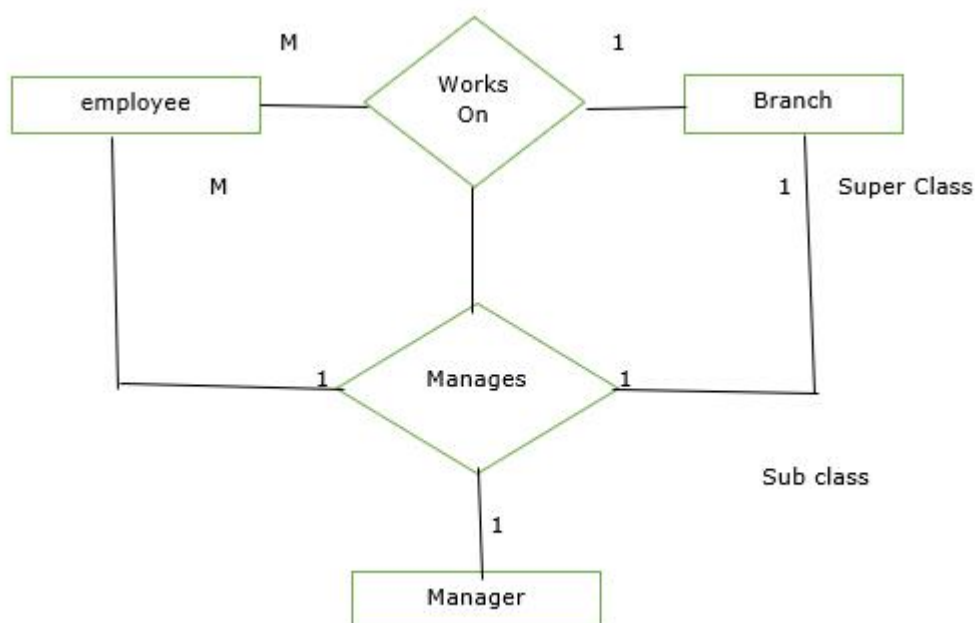 M
1
employee
Works
On
Branch
M
1
Super Class
1
Manages
1
Sub class
1
Manager